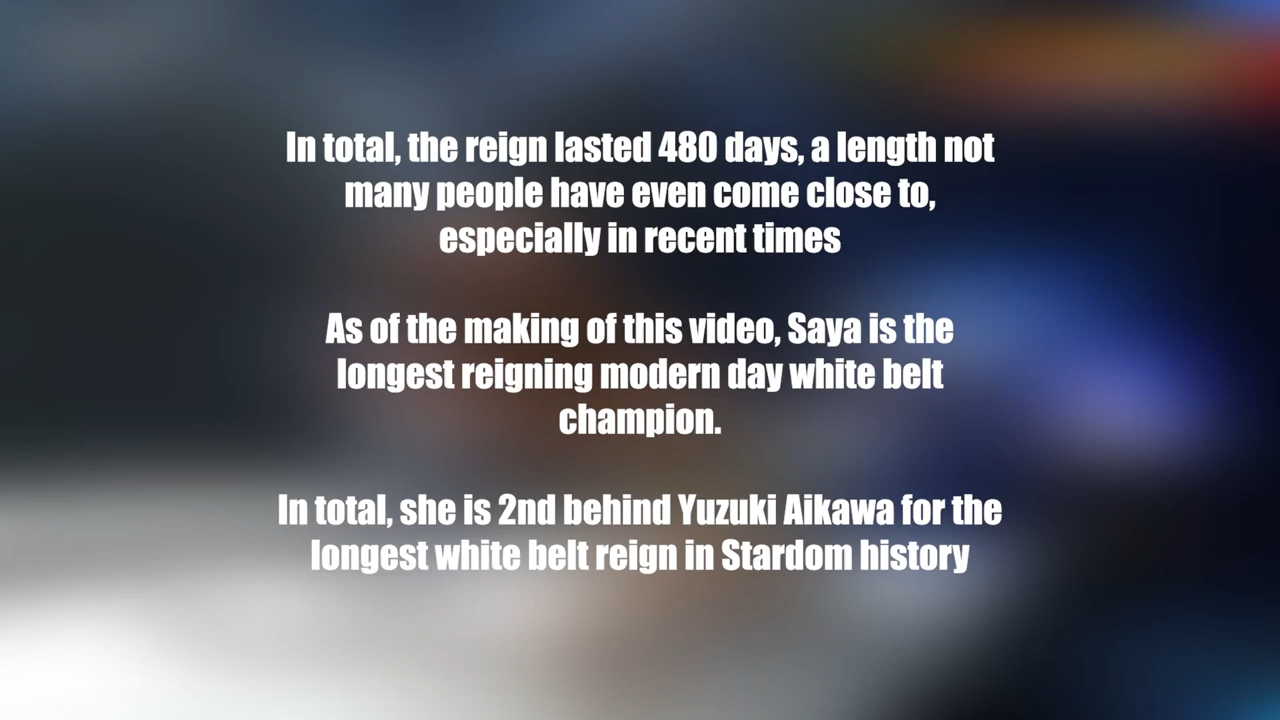 In total, the reign lasted 480 days, a length not
many people have even come close to,
especially in recent times
As of the making of this video, Saya is the
longest reigning modern day white belt
champion.
In total, she is 2nd behind Yuzuki Aikawa for the
longest white belt reign in Stardom history